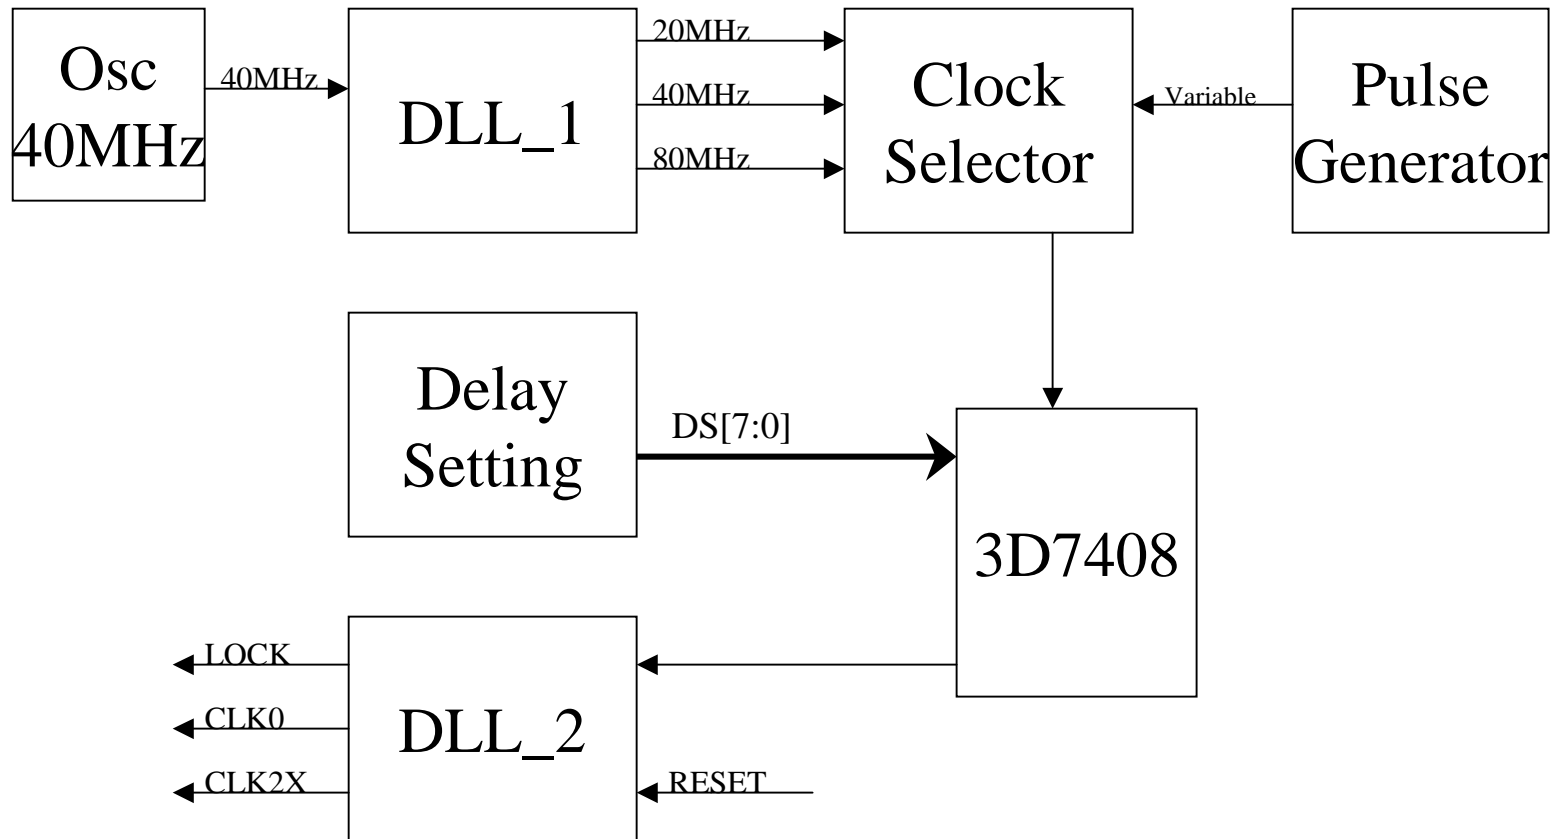 Osc
40MHz
40MHz
DLL_1
20MHz
40MHz
80MHz
Clock
Selector
Variable
Pulse
Generator
Delay
Setting
DS[7:0]
3D7408
LOCK
CLK0
CLK2X
DLL_2
RESET